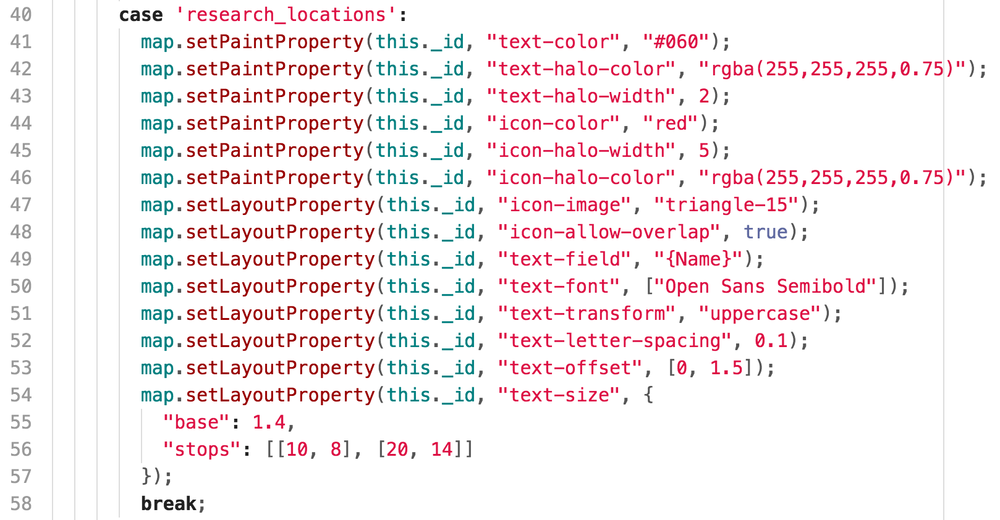 40 case 'research_locations':
41 map.setPaintProperty(this._id, "text-color", "#060");
42 map.setPaintProperty(this._id, "text-halo-color", "rgba(255,255,255,0.75)");
43 map.setPaintProperty(this._id, "text-halo-width", 2);
44 map.setPaintProperty(this._id, "icon-color", "red");
45 map.setPaintProperty(this._id, "icon-halo-width", 5);
46 map.setPaintProperty(this._id, "icon-halo-color", "rgba(255,255,255,0.75)");
47 map.setLayoutProperty(this._id, "icon-image", "triangle-15");
48 map.setLayoutProperty(this._id, "icon-allow-overlap", true);
49 map.setLayoutProperty(this._id, "text-field", "{Name}");
50 map.setLayoutProperty(this._id, "text-font", ["Open Sans Semibold"]);
51 map.setLayoutProperty(this._id, "text-transform", "uppercase");
52 map.setLayoutProperty(this._id, "text-letter-spacing", 0.1);
53 map.setLayoutProperty(this._id, "text-offset", [0, 1.5]);
54 map.setLayoutProperty(this._id, "text-size", {
55 "base": 1.4,
56 "stops": [[10, 8], [20, 14]]
57 });
58 break;